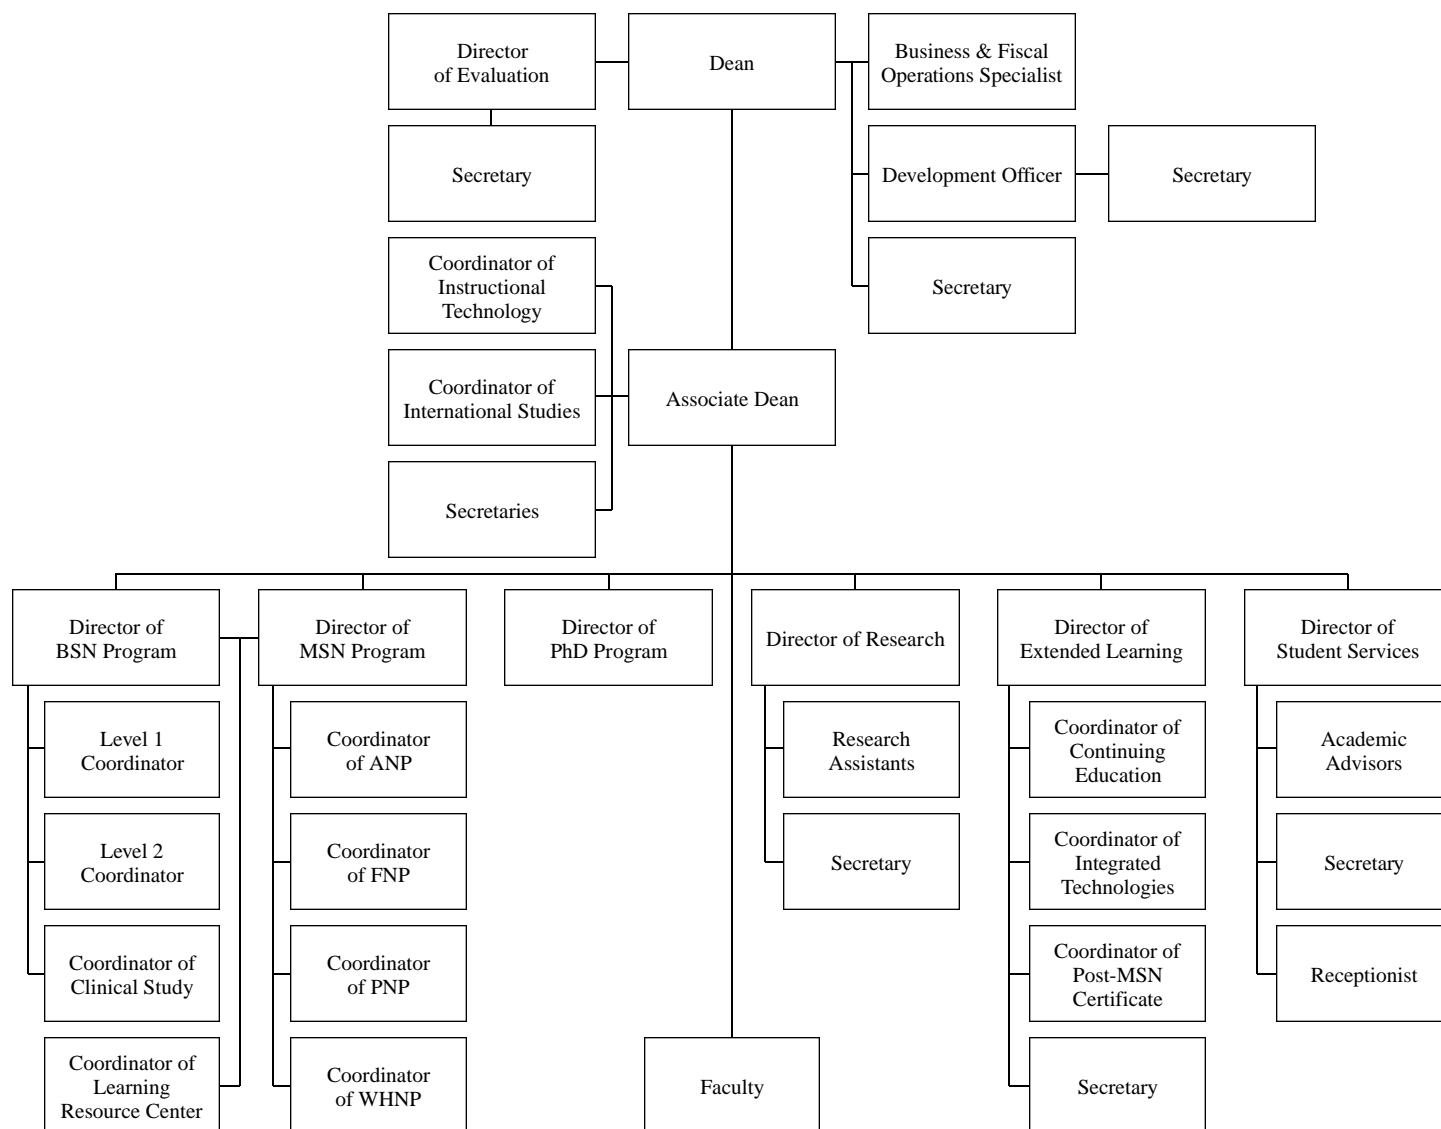 Director
of Evaluation
Dean
Business & Fiscal
Operations Specialist
Secretary
Development Officer
Secretary
Coordinator of
Instructional
Technology
Secretary
Coordinator of
International Studies
Associate Dean
Secretaries
Director of
BSN Program
Director of
MSN Program
Director of
PhD Program
Director of Research
Director of
Extended Learning
Director of
Student Services
Level 1
Coordinator
Coordinator
of ANP
Research
Assistants
Coordinator of
Continuing
Education
Academic
Advisors
Level 2
Coordinator
Coordinator
of FNP
Secretary
Coordinator of
Integrated
Technologies
Secretary
Coordinator of
Clinical Study
Coordinator
of PNP
Coordinator of
Post-MSN
Certificate
Receptionist
Coordinator of
Learning
Resource Center
Coordinator
of WHNP
Faculty
Secretary